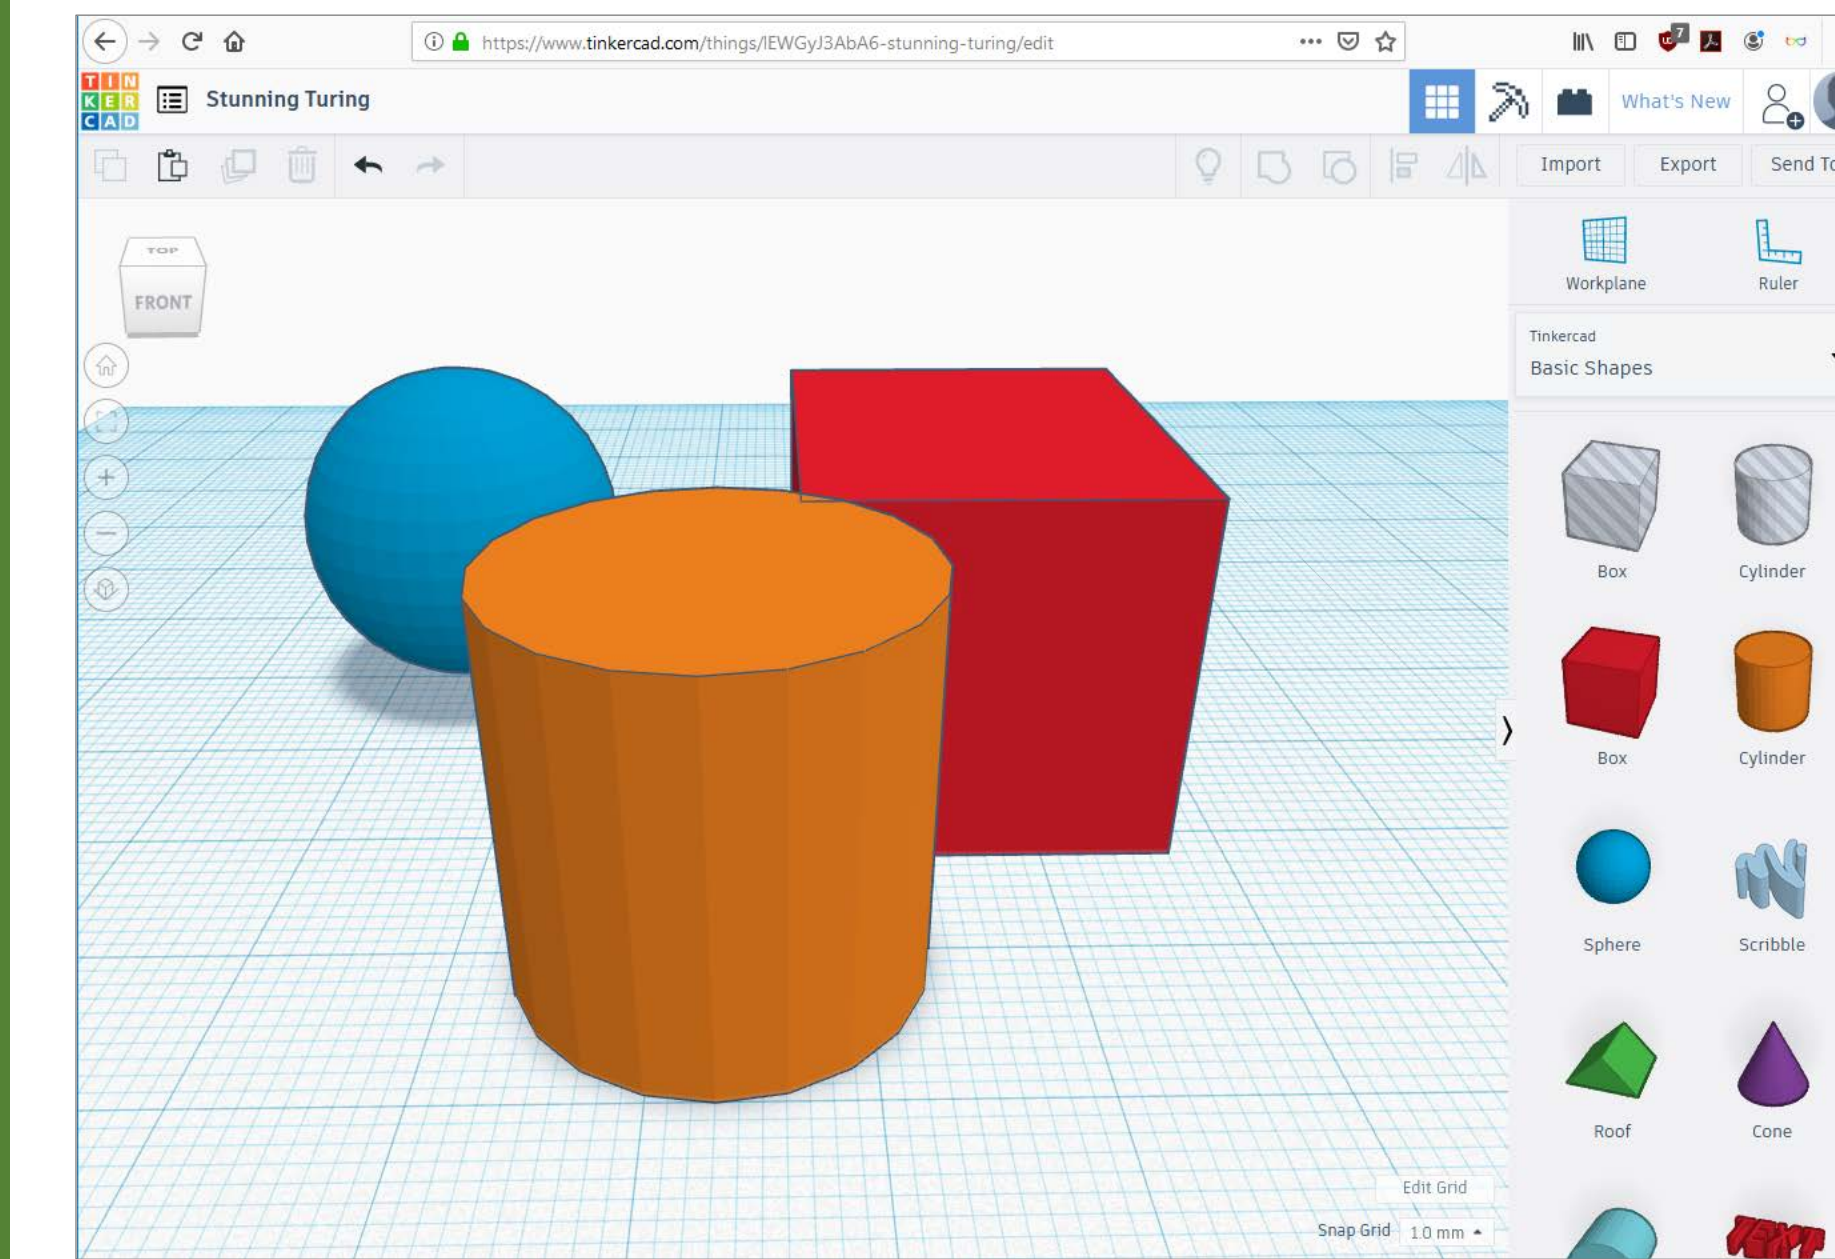 https://www.tinkercad.com/things/lEWGyJ3AbA6-stunning-turing/edit
7
TIN
KER
CAD
Stunning Turing
What's New
Import
Export
Send To
TOP
FRONT
Workplane
Ruler
Tinkercad
Basic Shapes
Box
Cylinder
Box
Cylinder
Sphere
Scribble
Roof
Cone
TEXT
Edit Grid
Snap Grid
1.0 mm